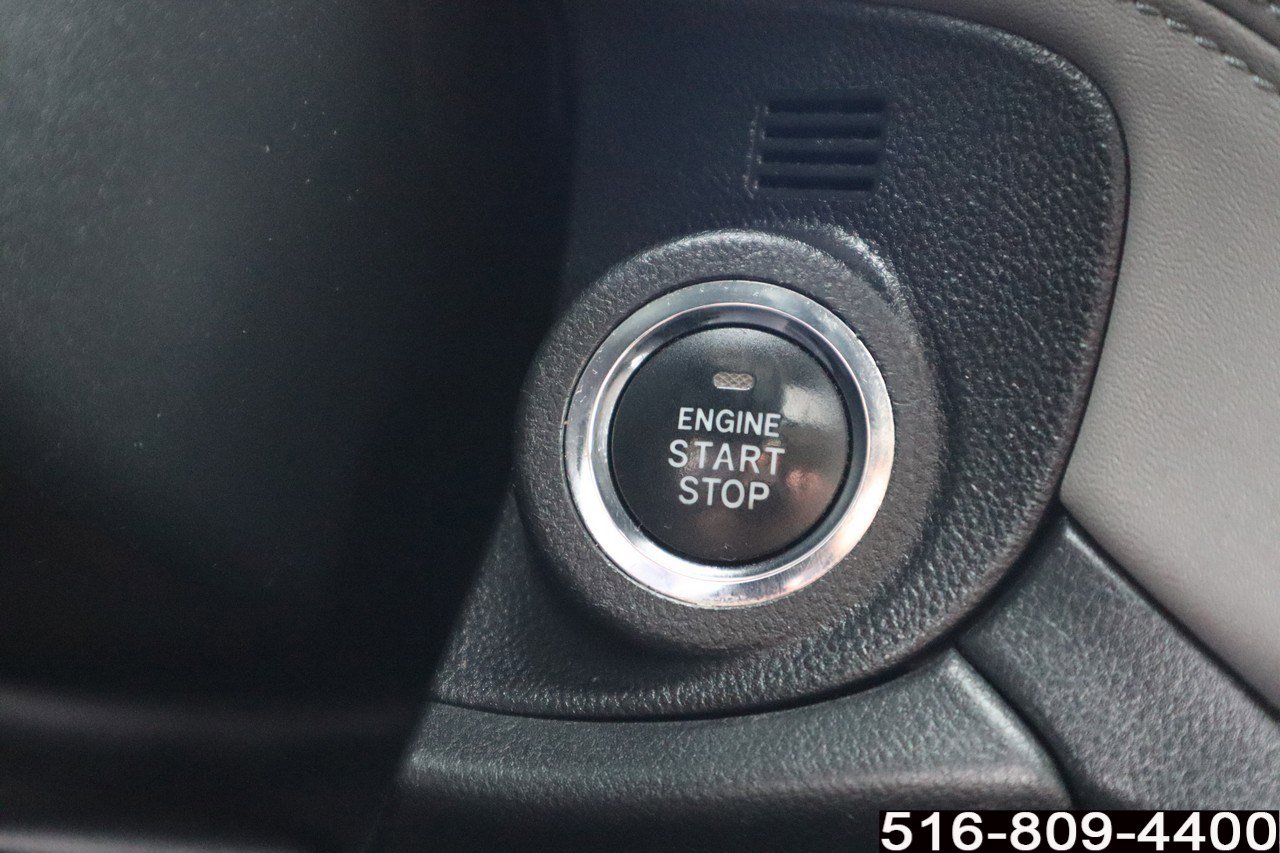 ENGINE
START
STOP
516-809-4400